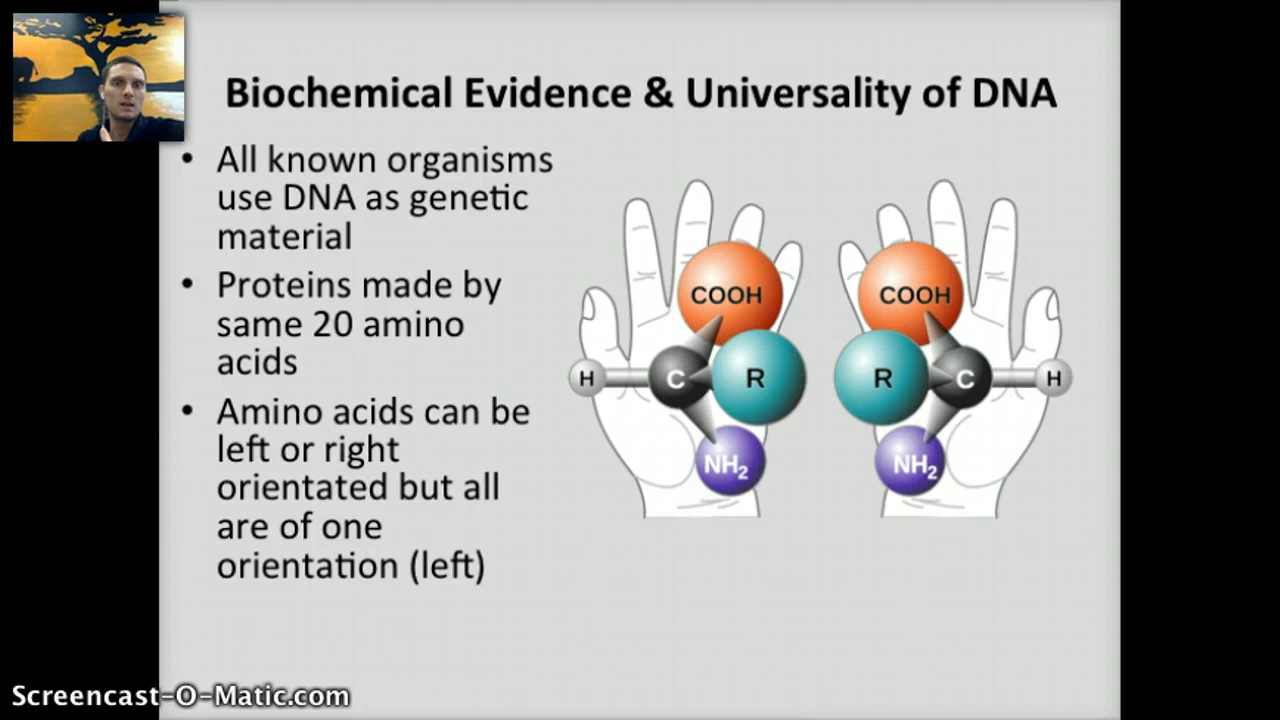 Biochemical Evidence & Universality of DNA
• All known organisms
use DNA as genetic
material
• Proteins made by
same 20 amino
acids
• Amino acids can be
left or right
orientated but all
are of one
orientation (left)
COOH
H
C
R
NH₂
COOH
R
C
H
NH₂
Screencast-O-Matic.com